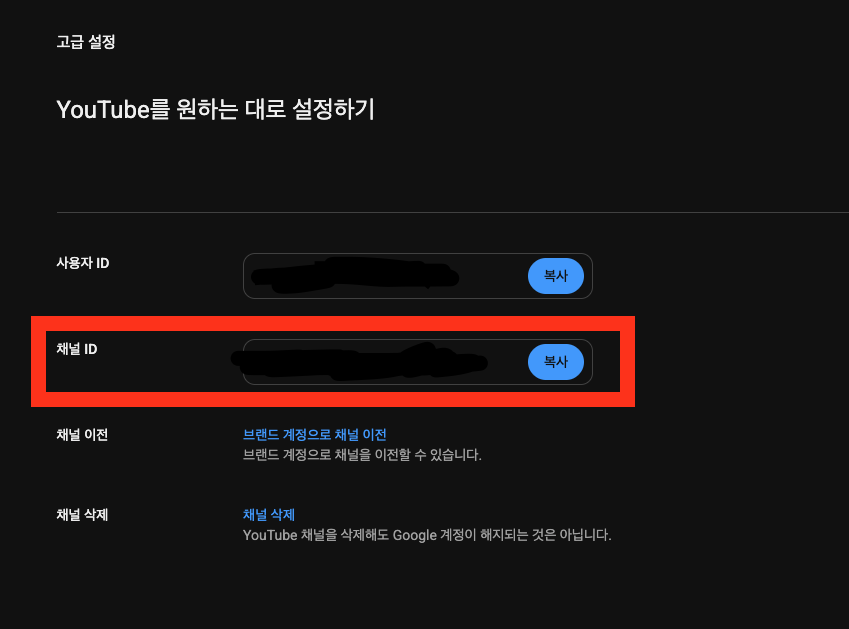 고급 설정
YouTube를 원하는 대로 설정하기
사용자 ID
복사
채널 ID
복사
채널 이전
브랜드 계정으로 채널 이전
브랜드 계정으로 채널을 이전할 수 있습니다.
채널 삭제
채널 삭제
YouTube 채널을 삭제해도 Google 계정이 해지되는 것은 아닙니다.